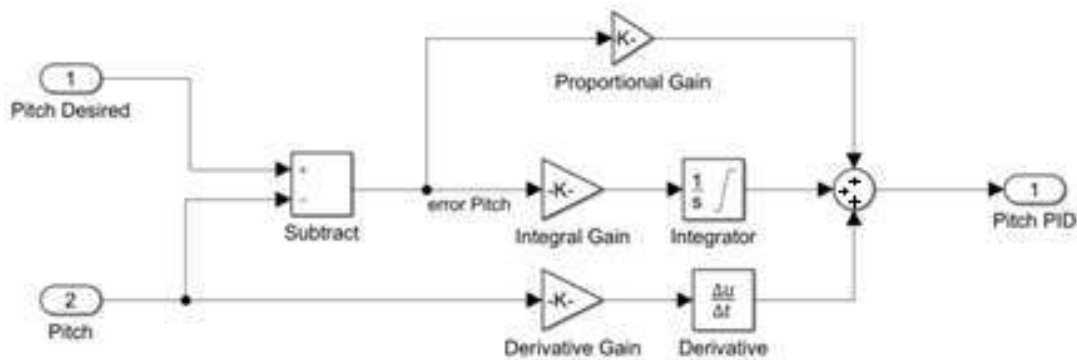 K-
Proportional Gain
1
Pitch Desired
+
−
Subtract
error Pitch
-K-
Integral Gain
1
s
Integrator
+
+
+
1
Pitch PID
2
Pitch
-K-
Derivative Gain
Δu
Δt
Derivative